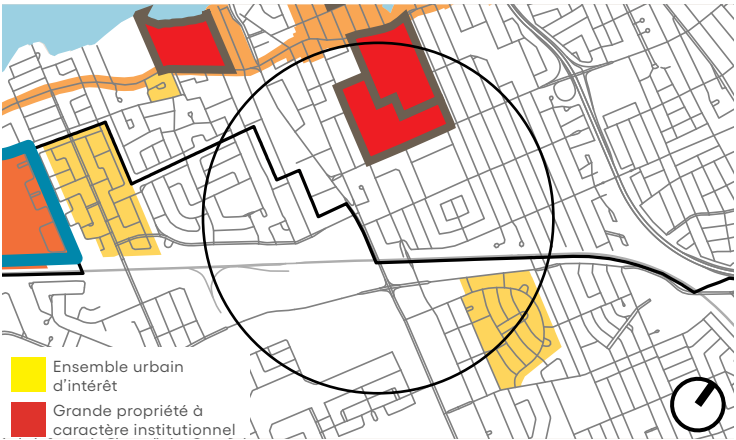 Ensemble urbain
d'intérêt
Grande propriété à
caractère institutionnel